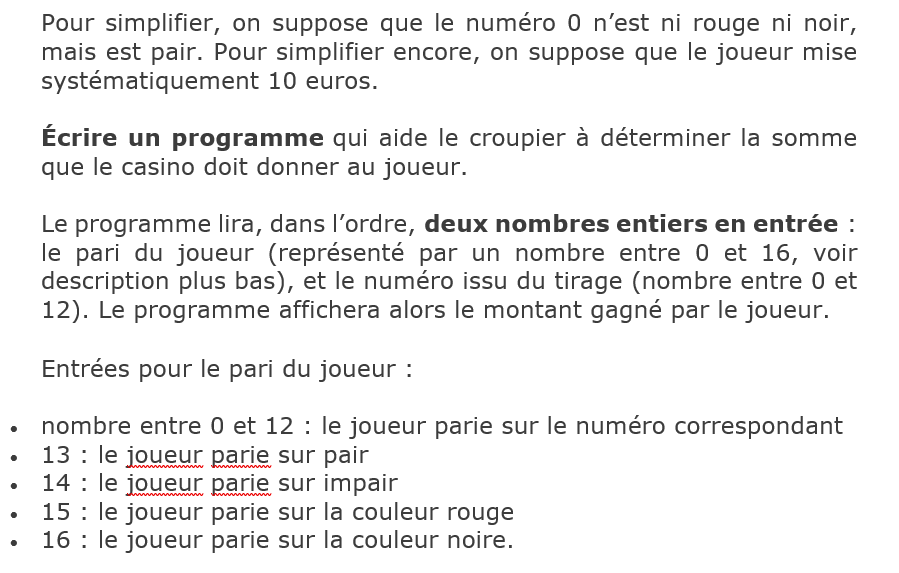 Pour simplifier, on suppose que le numéro 0 n’est ni rouge ni noir,
mais est pair. Pour simplifier encore, on suppose que le joueur mise
systématiquement 10 euros.
Écrire un programme qui aide le croupier à déterminer la somme
que le casino doit donner au joueur.
Le programme lira, dans l’ordre, deux nombres entiers en entrée :
le pari du joueur (représenté par un nombre entre 0 et 16, voir
description plus bas), et le numéro issu du tirage (nombre entre 0 et
12). Le programme affichera alors le montant gagné par le joueur.
Entrées pour le pari du joueur :
• nombre entre 0 et 12 : le joueur parie sur le numéro correspondant
• 13 : le joueur parie sur pair
• 14 : le joueur parie sur impair
• 15 : le joueur parie sur la couleur rouge
• 16 : le joueur parie sur la couleur noire.